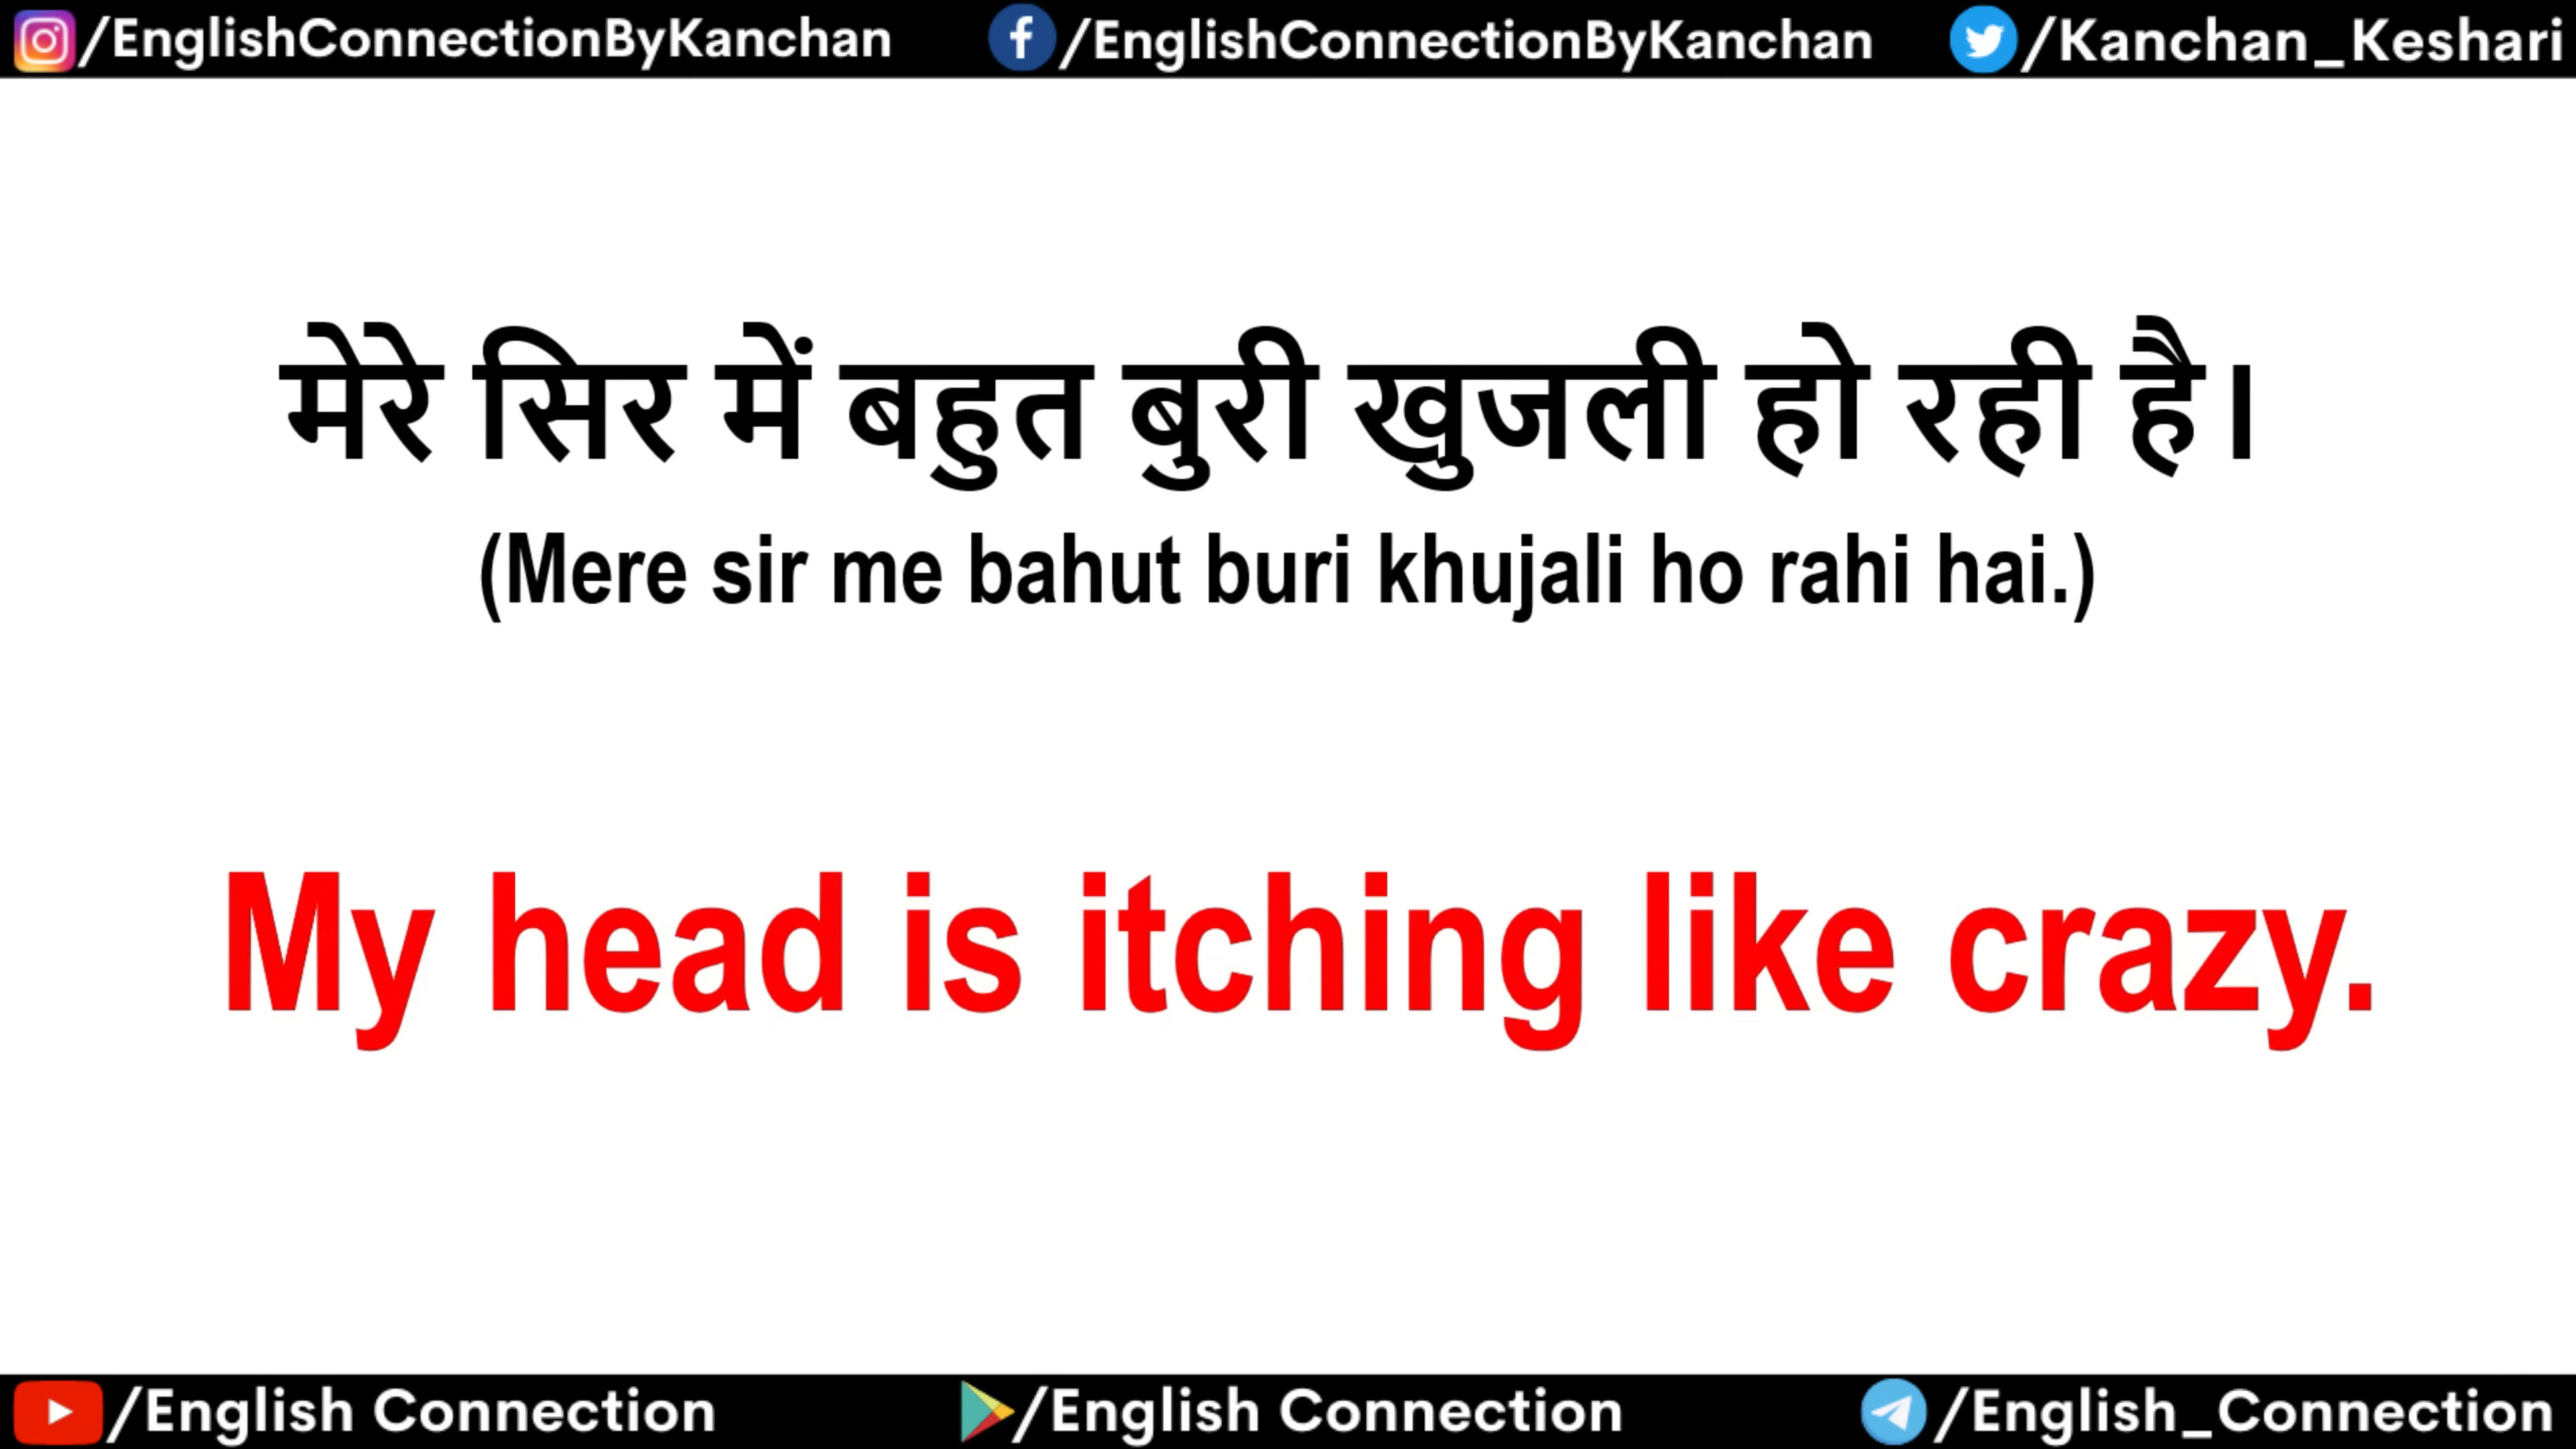 /EnglishConnectionByKanchan /EnglishConnectionByKanchan /Kanchan_Keshari
मेरे सिर में बहुत बुरी खुजली हो रही है।
(Mere sir me bahut buri khujali ho rahi hai.)
My head is itching like crazy.
/English Connection /English Connection /English_Connection